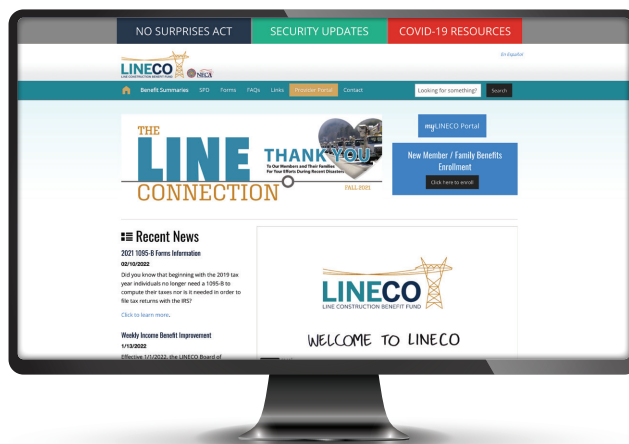 NO SURPRISES ACT
SECURITY UPDATES
COVID-19 RESOURCES
En Español
LINECO
LINE CONSTRUCTION BENEFIT FUND
NECA
Benefit Summaries SPD Forms FAQs Links Provider Portal Contact
Looking for something? Search
THE
LINE
CONNECTION
THANK YOU
To Our Members and Their Families
For Your Efforts During Recent Disasters
FALL 2021
myLINECO Portal
New Member / Family Benefits
Enrollment
Click here to enroll
Recent News
2021 1095-B Forms Information
02/10/2022
Did you know that beginning with the 2019 tax
year individuals no longer need a 1095-B to
compute their taxes nor is it needed in order to
file tax returns with the IRS?
Click to learn more.
Weekly Income Benefit Improvement
1/13/2022
Effective 1/1/2022, the LINECO Board of
LINECO
LINE CONSTRUCTION BENEFIT FUND
WELCOME TO LINECO